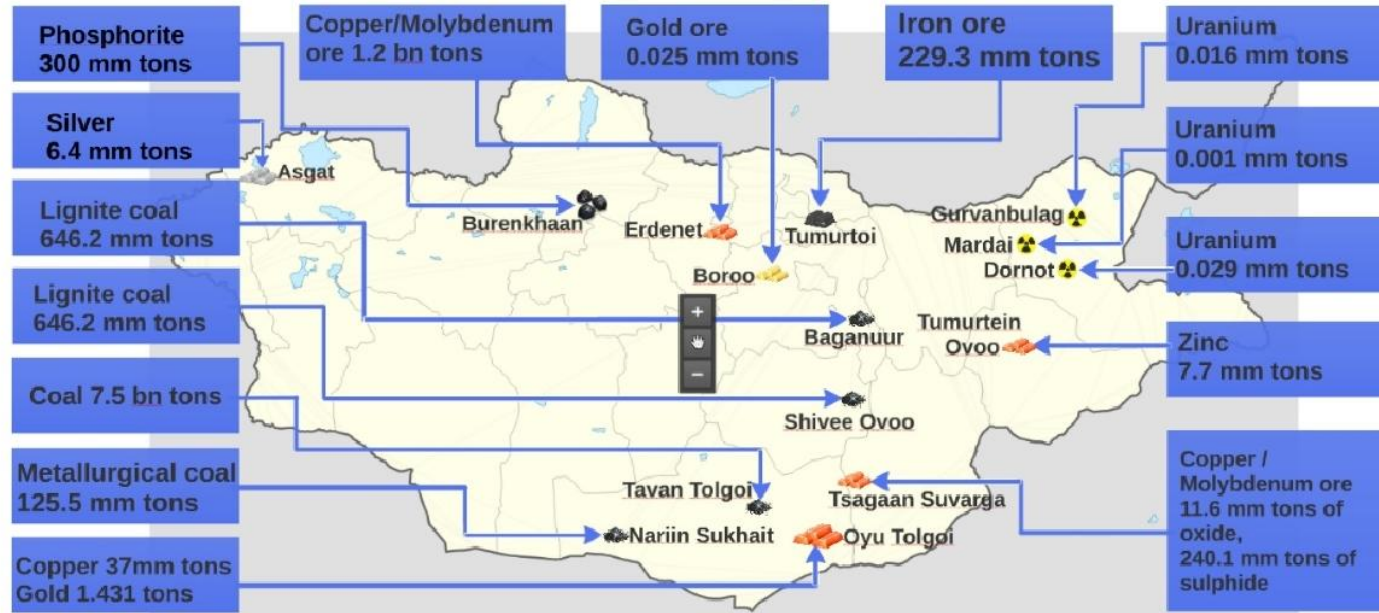 Phosphorite
300 mm tons
Copper/Molybdenum
ore 1.2 bn tons
Gold ore
0.025 mm tons
Iron ore
229.3 mm tons
Uranium
0.016 mm tons
Silver
6.4 mm tons
Uranium
0.001 mm tons
Asgat
Lignite coal
646.2 mm tons
Burenkhaan
Erdenet
Tumurtoi
Gurvanbulag
Mardai
Dornot
Uranium
0.029 mm tons
Boroo
Lignite coal
646.2 mm tons
+
−
Baganuur
Tumurtein
Ovoo
Zinc
7.7 mm tons
Coal 7.5 bn tons
Shivee Ovoo
Metallurgical coal
125.5 mm tons
Tavan Tolgoi
Tsagaan Suvarga
Nariin Sukhait
Oyu Tolgoi
Copper /
Molybdenum ore
11.6 mm tons of
oxide,
240.1 mm tons of
sulphide
Copper 37mm tons
Gold 1.431 tons